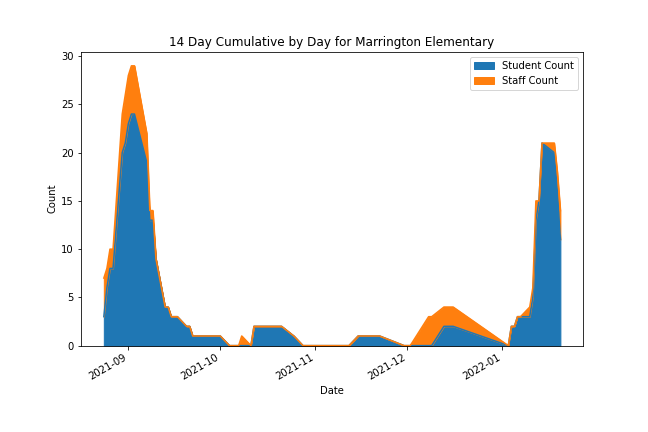 14 Day Cumulative by Day for Marrington Elementary
30
25
20
15
10
5
0
Count
Student Count
Staff Count
2021-09
2021-10
2021-11
2021-12
2022-01
Date